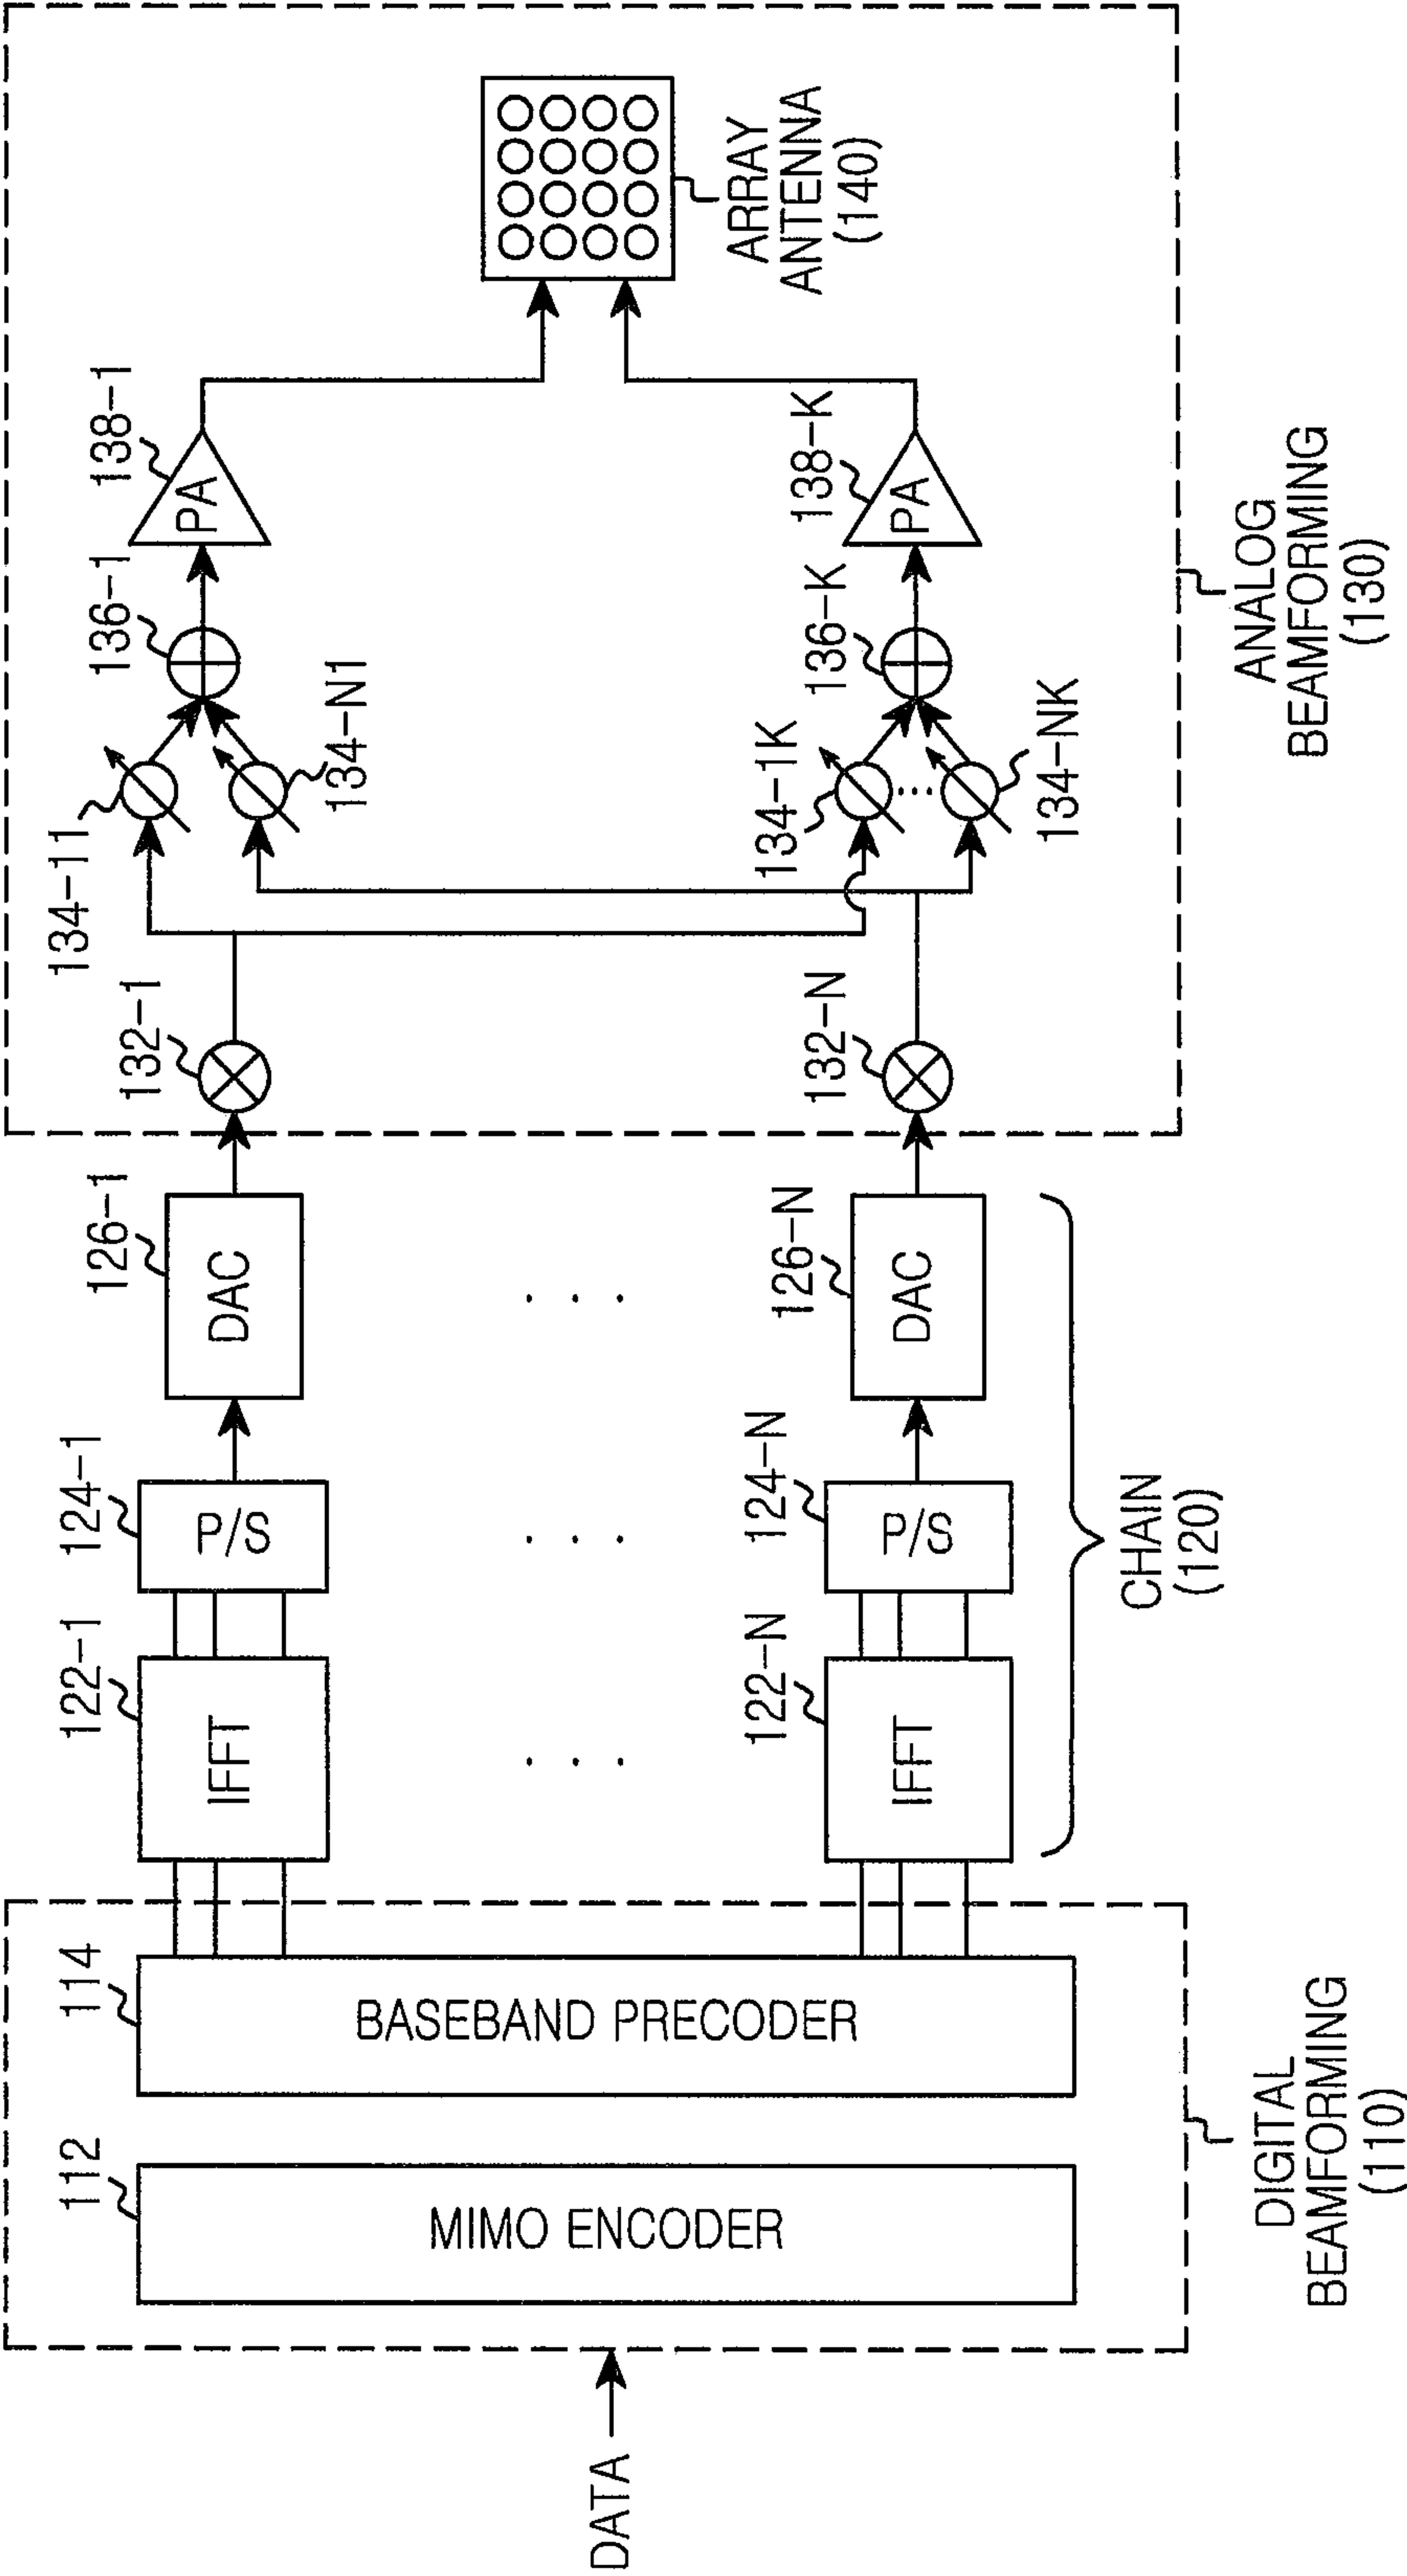 DATA
112
MIMO ENCODER
114
BASEBAND PRECODER
DIGITAL
BEAMFORMING
(110)
122-1
IFFT
124-1
P/S
126-1
DAC
. . .
. . .
. . .
122-N
IFFT
124-N
P/S
126-N
DAC
CHAIN
(120)
132-1
134-11
134-N1
136-1
138-1
PA
132-N
134-1K
...
134-NK
136-K
138-K
PA
ARRAY
ANTENNA
(140)
ANALOG
BEAMFORMING
(130)